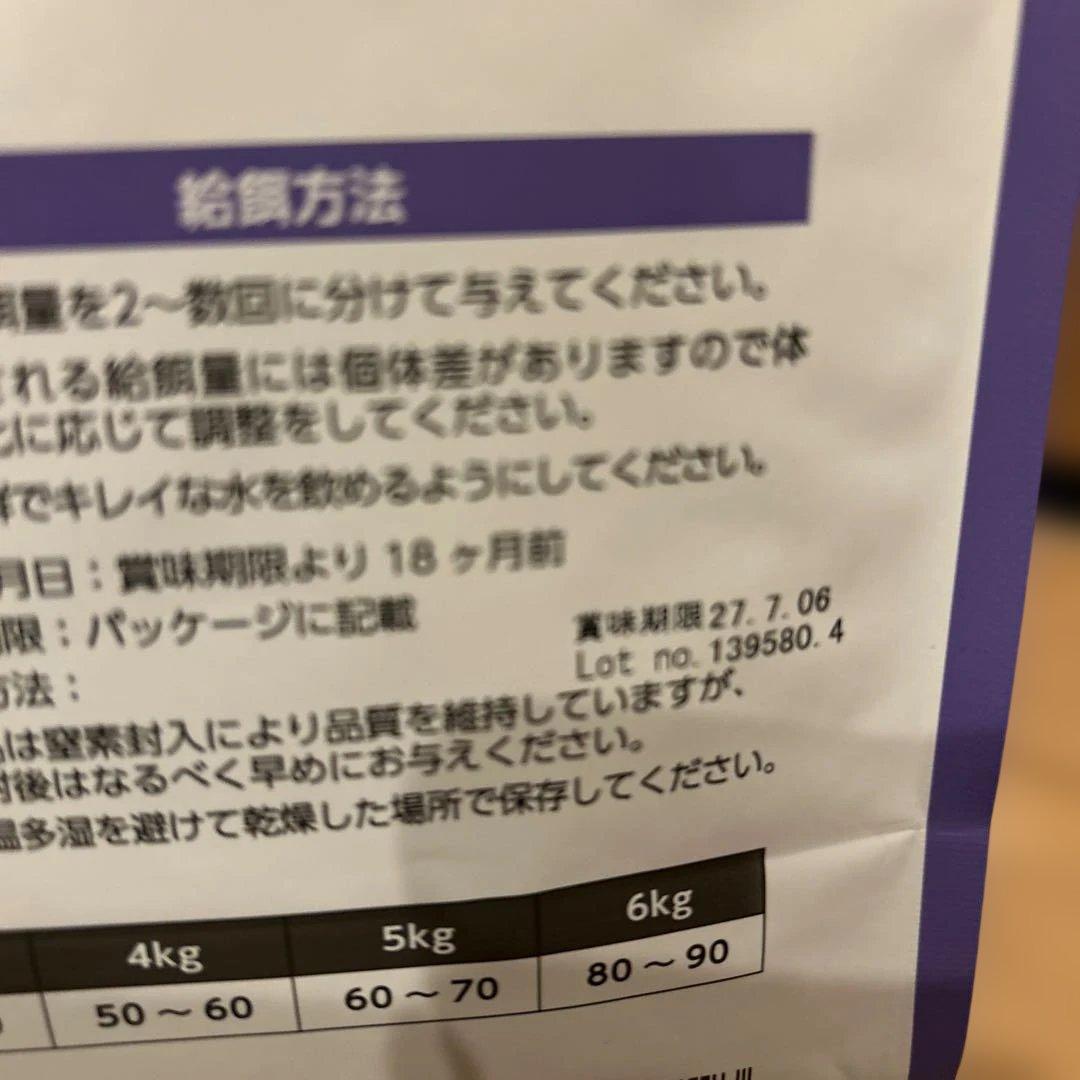 給餌方法
量を2〜数回に分けて与えてください。
れる給餌量には個体差がありますので体
に応じて調整をしてください。
でキレイな水を飲めるようにしてください。
月日:賞味期限より18ヶ月前
限:パッケージに記載
賞味期限27.7.06
Lot no.139580.4
法:
は窒素封入により品質を維持していますが、
後はなるべく早めにお与えください。
温多湿を避けて乾燥した場所で保存してください。
4kg 5kg 6kg
50〜60 60〜70 80〜90